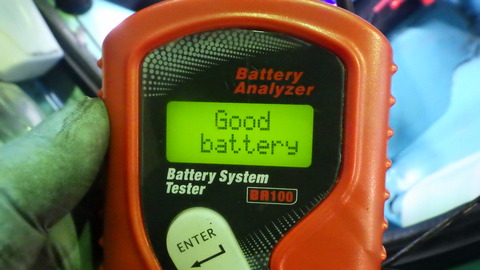 Battery
Analyzer
Good
battery
Battery System
Tester
BA100
ENTER